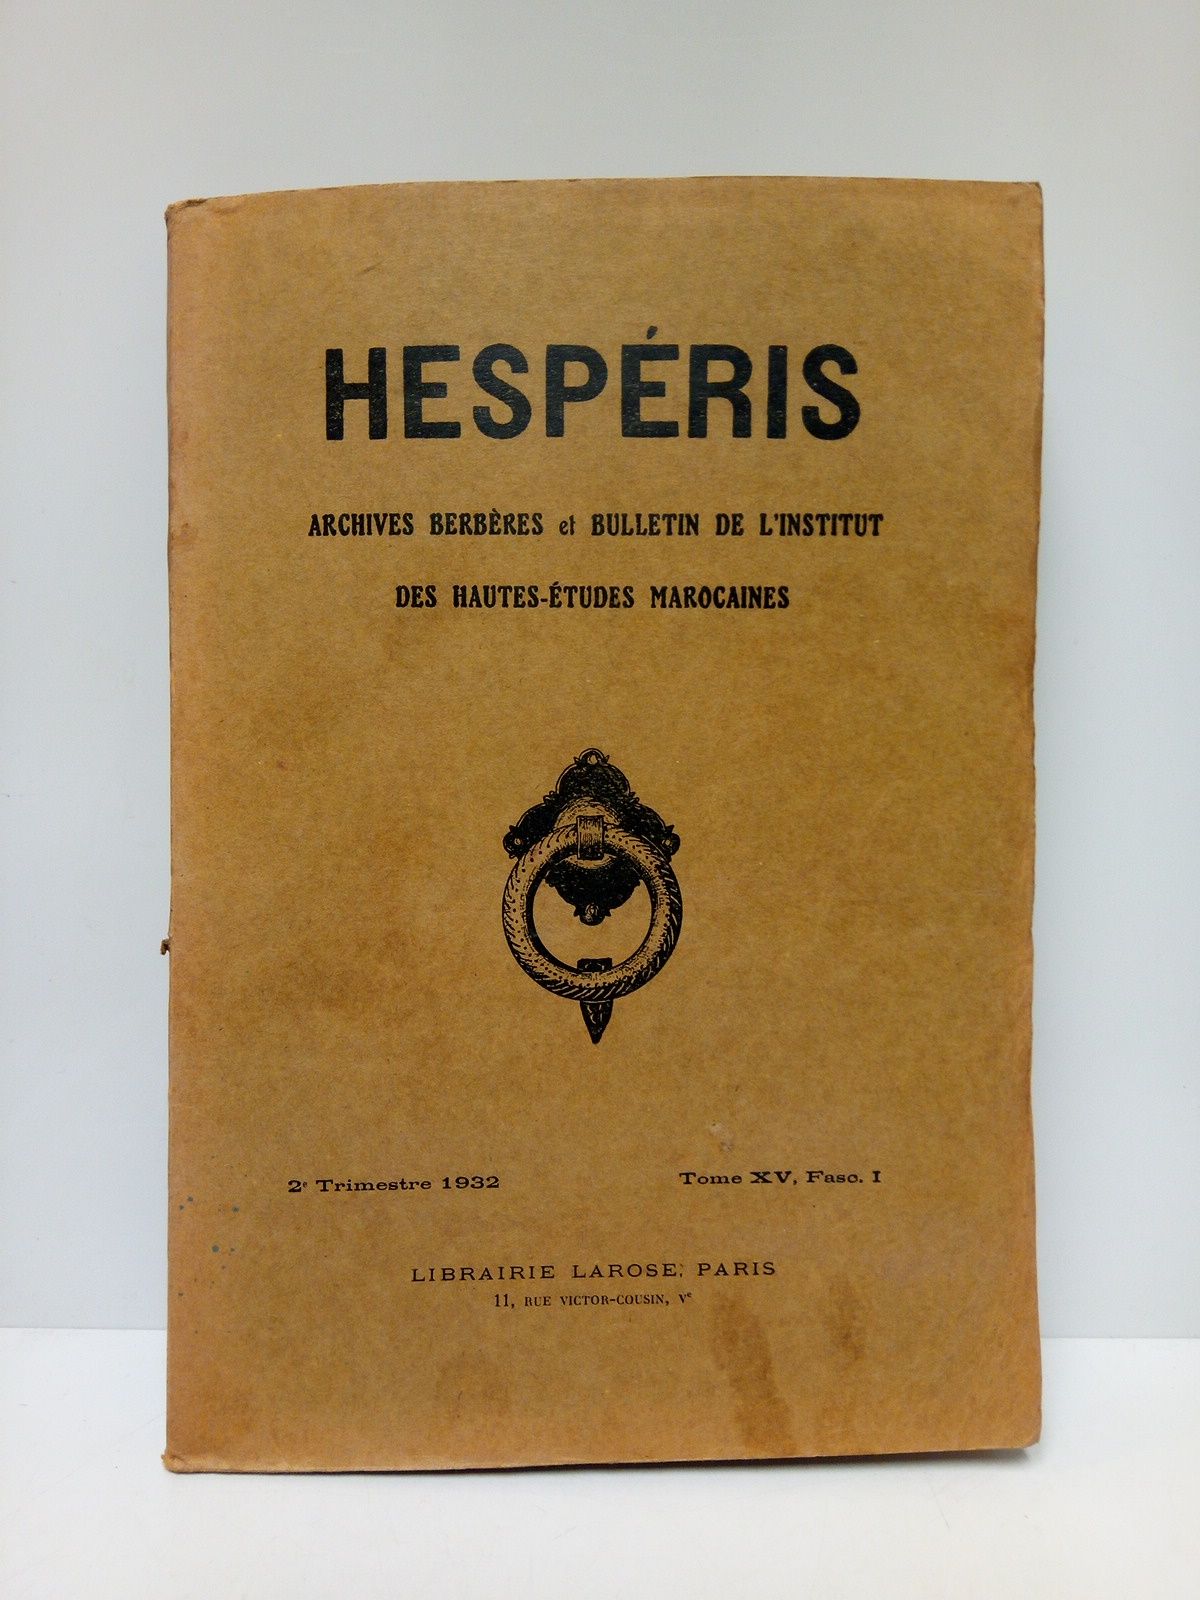 HESPÉRIS
ARCHIVES BERBÈRES et BULLETIN DE L'INSTITUT
DES HAUTES-ÉTUDES MAROCAINES
2e Trimestre 1932
Tome XV, Fasc. I
LIBRAIRIE LAROSE, PARIS
11, RUE VICTOR-COUSIN, Ve